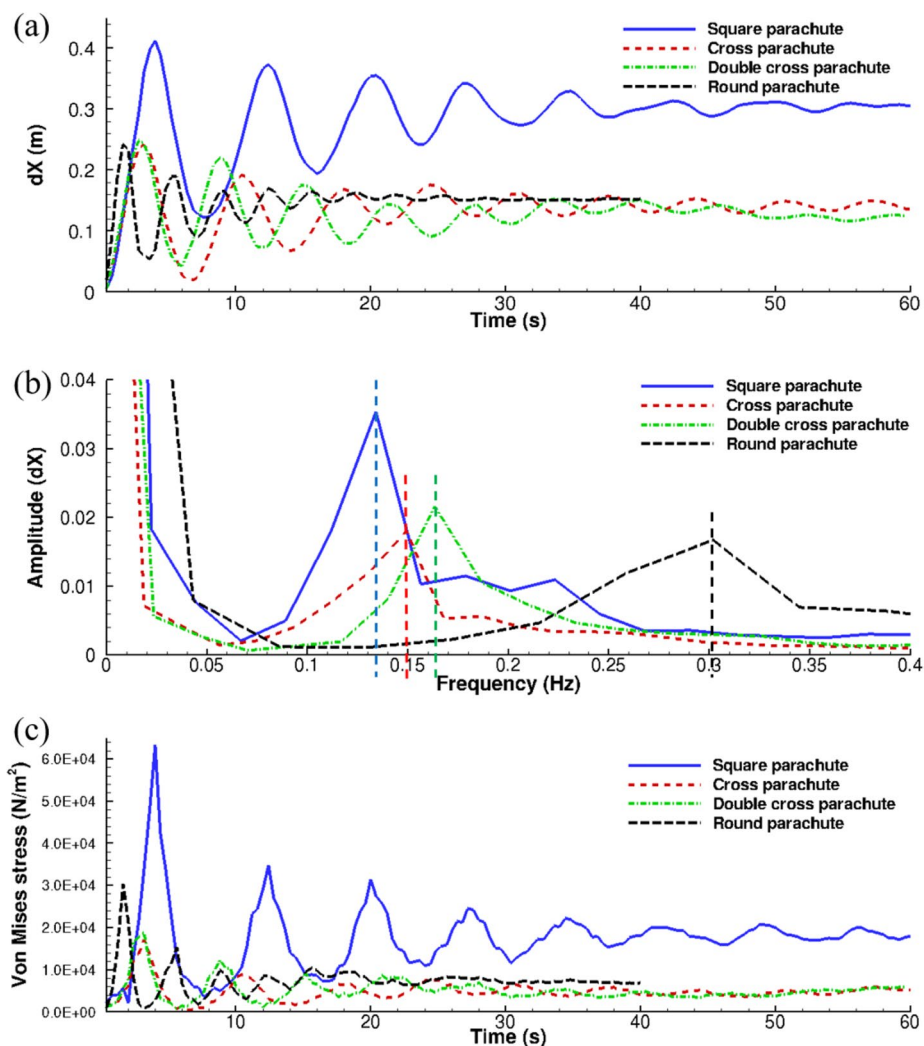 (a)
dX (m)
0.4
0.3
0.2
0.1
0
10
20
30
40
50
60
Time (s)
Square parachute
Cross parachute
Double cross parachute
Round parachute
(b)
Amplitude (dX)
0.04
0.03
0.02
0.01
0
0 0.05 0.1 0.15 0.2 0.25 0.3 0.35 0.4
Frequency (Hz)
Square parachute
Cross parachute
Double cross parachute
Round parachute
(c)
Von Mises stress (N/m²)
6.0E+04
5.0E+04
4.0E+04
3.0E+04
2.0E+04
1.0E+04
0.0E+00
10 20 30 40 50 60
Time (s)
Square parachute
Cross parachute
Double cross parachute
Round parachute